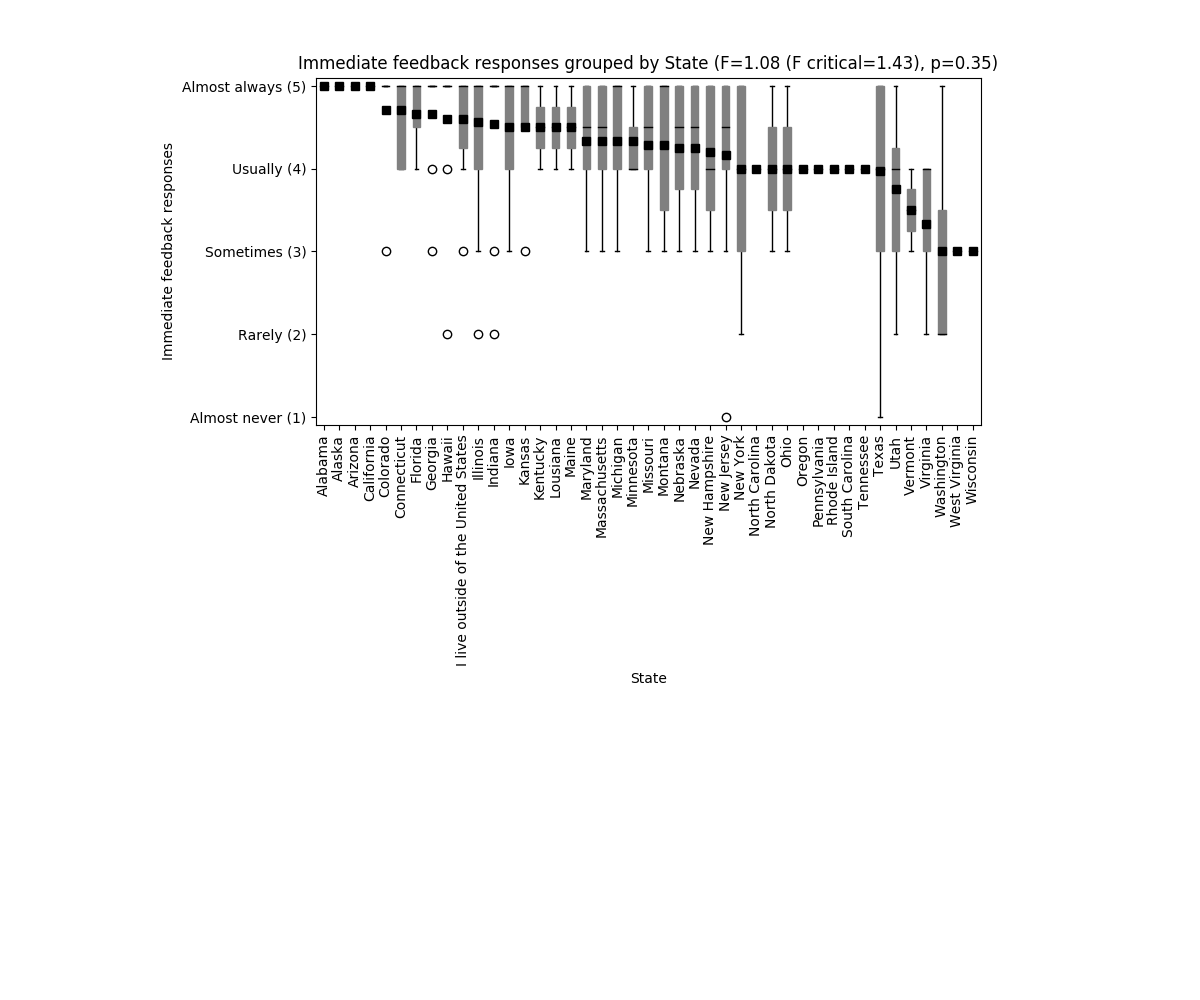 Immediate feedback responses grouped by State (F=1.08 (F critical=1.43), p=0.35)
Immediate feedback responses
Almost always (5)
Usually (4)
Sometimes (3)
Rarely (2)
Almost never (1)
Alabama
Alaska
Arizona
California
Colorado
Connecticut
Florida
Georgia
Hawaii
I live outside of the United States
Illinois
Indiana
Iowa
Kansas
Kentucky
Lousiana
Maine
Maryland
Massachusetts
Michigan
Minnesota
Missouri
Montana
Nebraska
Nevada
New Hampshire
New Jersey
New York
North Carolina
North Dakota
Ohio
Oregon
Pennsylvania
Rhode Island
South Carolina
Tennessee
Texas
Utah
Vermont
Virginia
Washington
West Virginia
Wisconsin
State